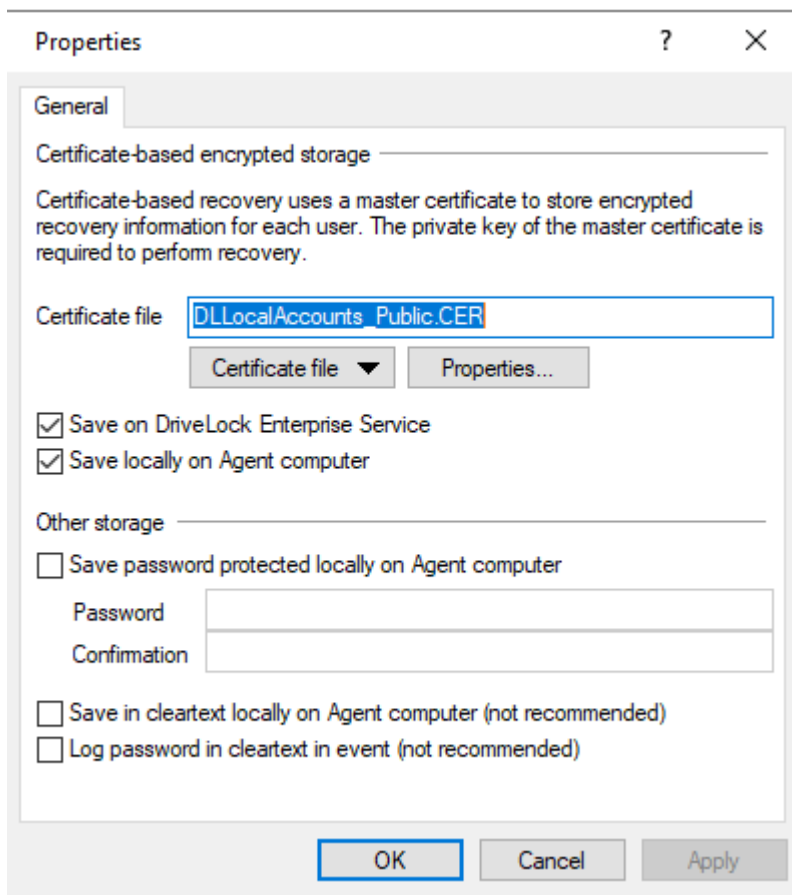 Properties
?
General
Certificate-based encrypted storage
Certificate-based recovery uses a master certificate to store encrypted
recovery information for each user. The private key of the master certificate is
required to perform recovery.
Certificate file DLLocalAccounts_Public.CER
Certificate file Properties...
Save on DriveLock Enterprise Service
Save locally on Agent computer
Other storage
Save password protected locally on Agent computer
Password
Confirmation
Save in cleartext locally on Agent computer (not recommended)
Log password in cleartext in event (not recommended)
OK Cancel Apply